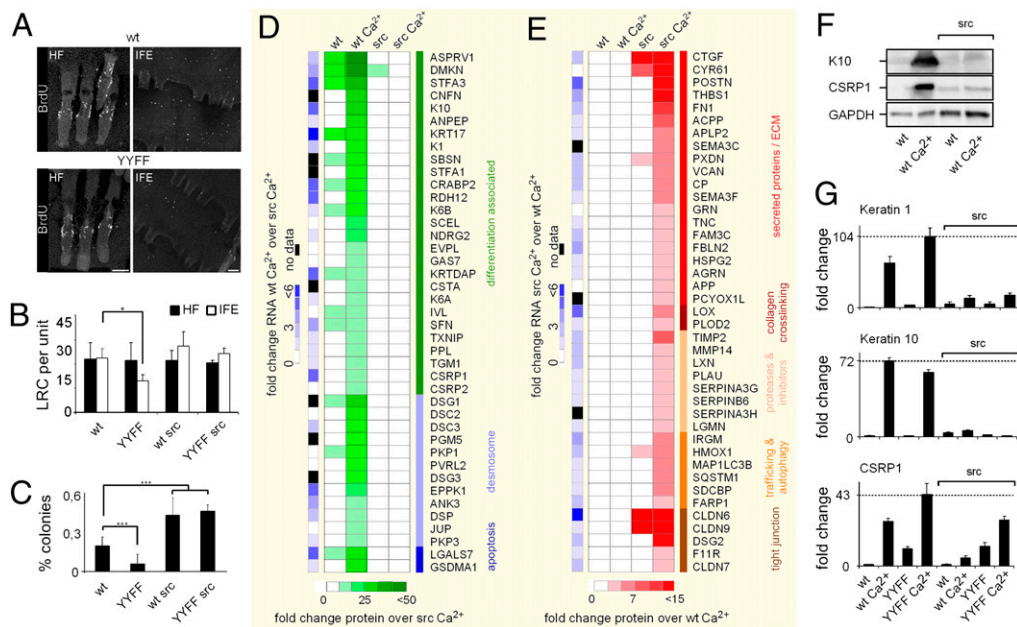 A
wt
HF
IFE
BrdU
YYFF
HF
IFE
BrdU
B
HF
IFE
*
LRC per unit
45
30
15
0
wt
YYFF
wt src
YYFF src
C
***
***
% colonies
0,6
0,3
0
wt
YYFF
wt src
YYFF src
D
wt
wt Ca2+
src
src Ca2+
ASPRV1
DMKN
STFA3
CNFN
K10
ANPEP
KRT17
K1
SBSN
STFA1
CRABP2
RDH12
K6B
SCEL
NDRG2
EVPL
GAS7
KRTDAP
CSTA
K6A
IVL
SFN
TXNIP
PPL
TGM1
CSRP1
CSRP2
DSG1
DSC2
DSC3
PGM5
PKP1
PVRL2
DSG3
EPPK1
ANK3
DSP
JUP
PKP3
LGALS7
GSDMA1
differentiation associated
desmosome
apoptosis
fold change RNA wt Ca2+ over src Ca2+
no data
<6
3
0
0
25
<50
fold change protein over src Ca2+
E
wt
wt Ca2+
src
src Ca2+
CTGF
CYR61
POSTN
THBS1
FN1
ACPP
APLP2
SEMA3C
PXDN
VCAN
CP
SEMA3F
GRN
TNC
FAM3C
FBLN2
HSPG2
AGRN
APP
PCYOX1L
LOX
PLOD2
TIMP2
MMP14
LXN
PLAU
SERPINA3G
SERPINB6
SERPINA3H
LGMN
IRGM
HMOX1
MAP1LC3B
SQSTM1
SDCBP
FARP1
CLDN6
CLDN9
DSG2
F11R
CLDN7
secreted proteins / ECM
collagen
crosslinking
proteases &
inhibitors
trafficking &
autophagy
tight junction
fold change RNA src Ca2+ over wt Ca2+
no data
<6
3
0
0
7
<15
fold change protein over wt Ca2+
F
src
K10
CSRP1
GAPDH
wt
wt Ca2+
wt
wt Ca2+
G
Keratin 1
src
104
fold change
Keratin 10
src
72
fold change
CSRP1
src
43
fold change
wt
wt Ca2+
YYFF
YYFF Ca2+
wt
wt Ca2+
YYFF
YYFF Ca2+